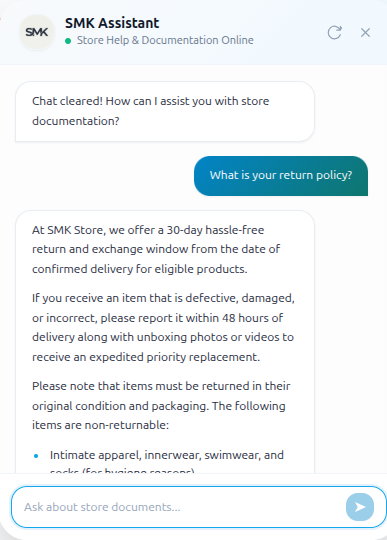 SMK
SMK Assistant
Store Help & Documentation Online
Chat cleared! How can I assist you with store
documentation?
What is your return policy?
At SMK Store, we offer a 30-day hassle-free
return and exchange window from the date of
confirmed delivery for eligible products.
If you receive an item that is defective, damaged,
or incorrect, please report it within 48 hours of
delivery along with unboxing photos or videos to
receive an expedited priority replacement.
Please note that items must be returned in their
original condition and packaging. The following
items are non-returnable:
Intimate apparel, innerwear, swimwear, and
socks (for hygiene reasons)
Ask about store documents...